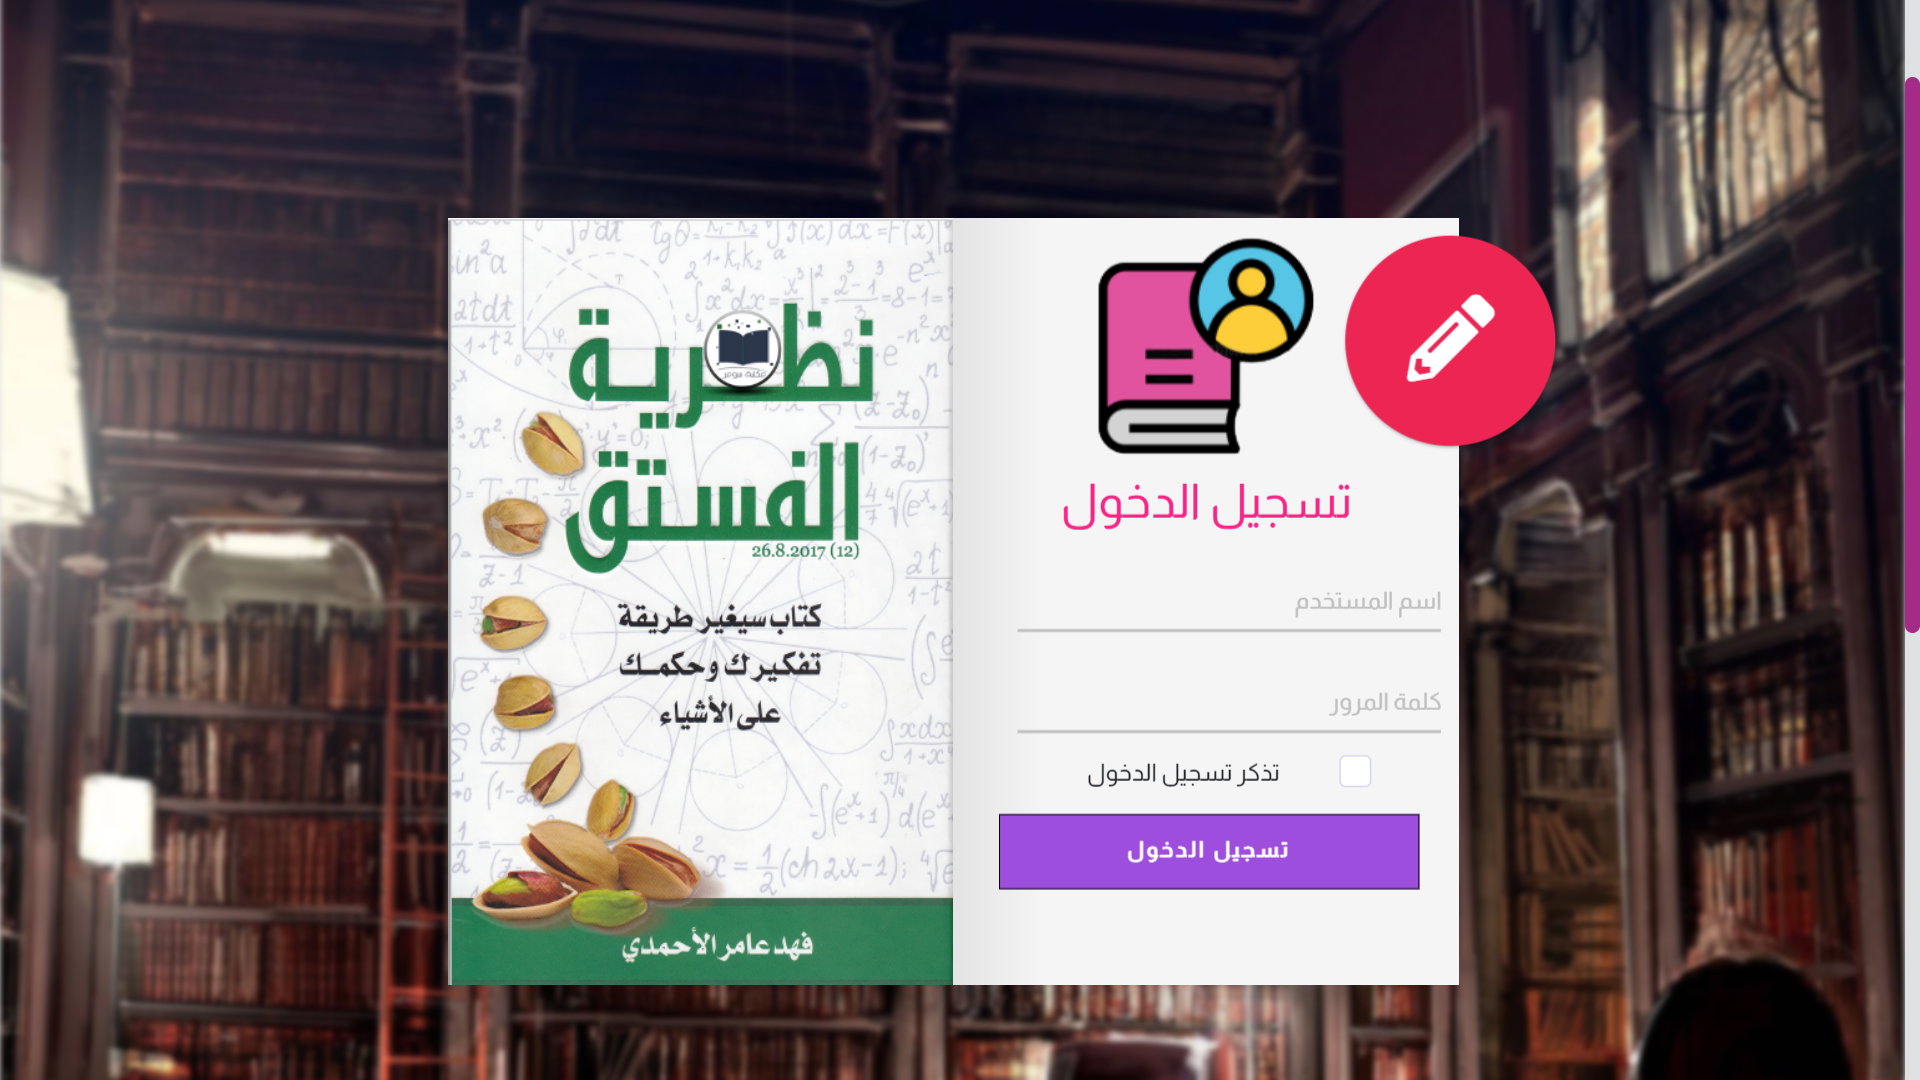 نظرية
مكتبة سومر
الفستق
26.8.2017 (12)
كتاب سيغير طريقة
تفكيرك وحكمك
على الأشياء
فهد عامر الأحمدي
تسجيل الدخول
اسم المستخدم
كلمة المرور
تذكر تسجيل الدخول
تسجيل الدخول